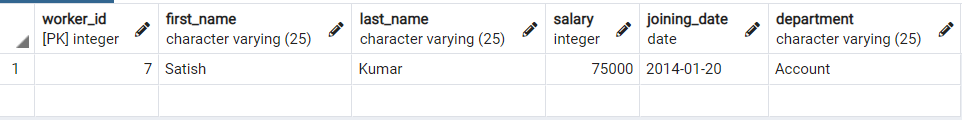 worker_id first_name last_name salary joining_date department
[PK] integer character varying (25) character varying (25) integer date character varying (25)
1 7 Satish Kumar 75000 2014-01-20 Account